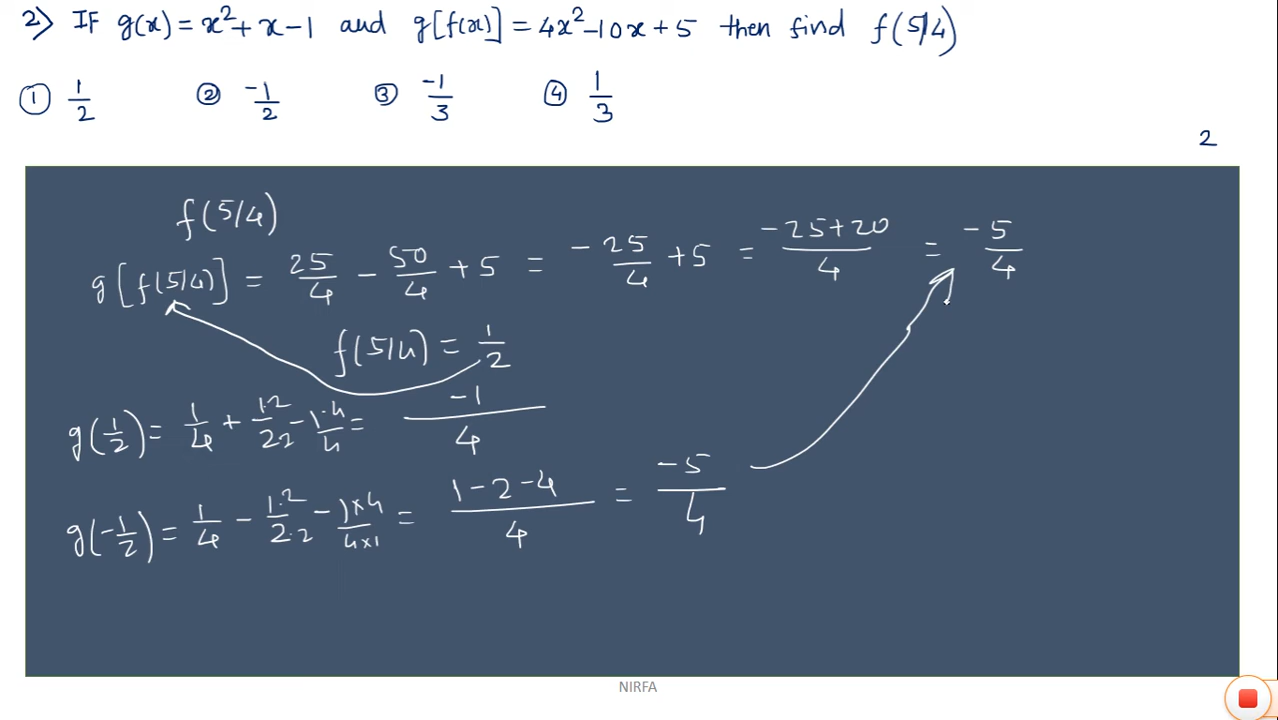 2) IF g(x) = x² + x - 1 and g[f(x)] = 4x² - 10x + 5 then find f(5/4)
① 1/2 ② -1/2 ③ -1/3 ④ 1/3
2
f(5/4)
g[f(5/4)] = 25/4 - 50/4 + 5 = -25/4 + 5 = (-25+20)/4 = -5/4
f(5/4) = 1/2
g(1/2) = 1/4 + 1·2/22 - 1·4/4 = -1/4
g(-1/2) = 1/4 - 1·2/2·2 - 1×4/4×1 = (1-2-4)/4 = -5/4
NIRFA